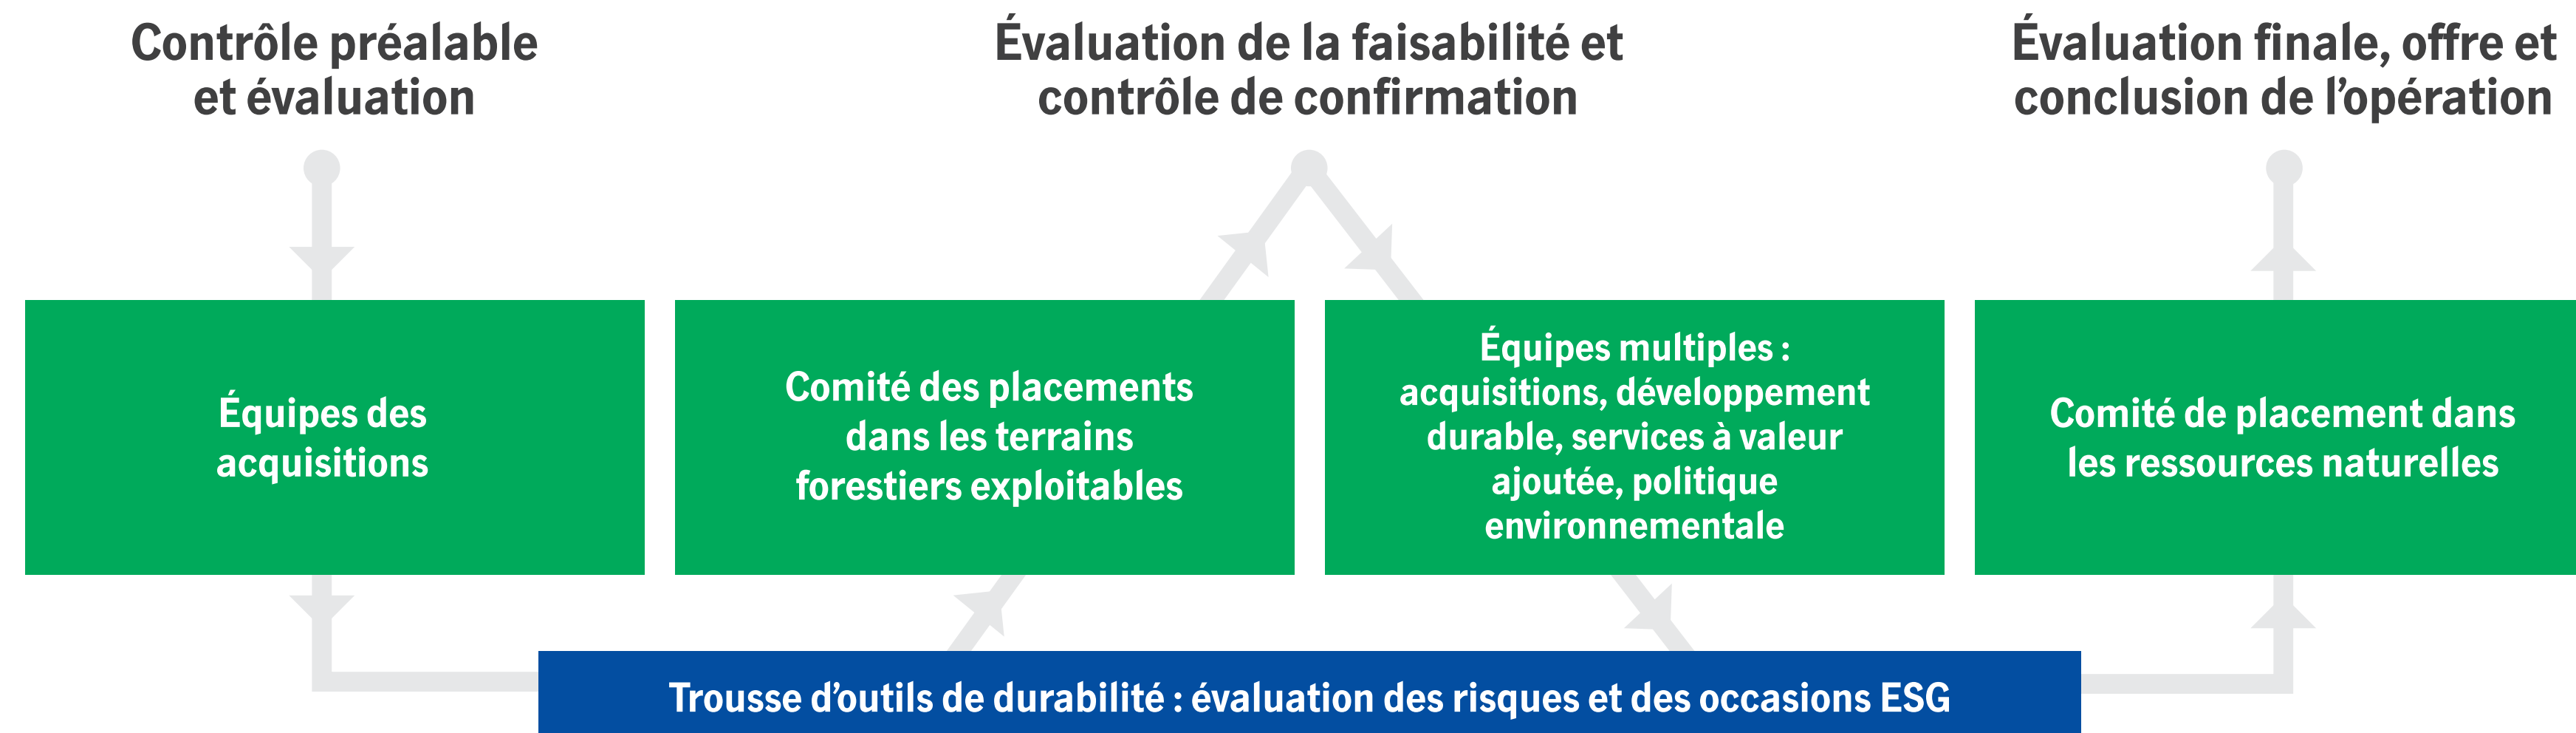 Contrôle préalable
et évaluation
Évaluation de la faisabilité et
contrôle de confirmation
Évaluation finale, offre et
conclusion de l’opération
Équipes des
acquisitions
Comité des placements
dans les terrains
forestiers exploitables
Équipes multiples :
acquisitions, développement
durable, services à valeur
ajoutée, politique
environnementale
Comité de placement dans
les ressources naturelles
Trousse d’outils de durabilité : évaluation des risques et des occasions ESG